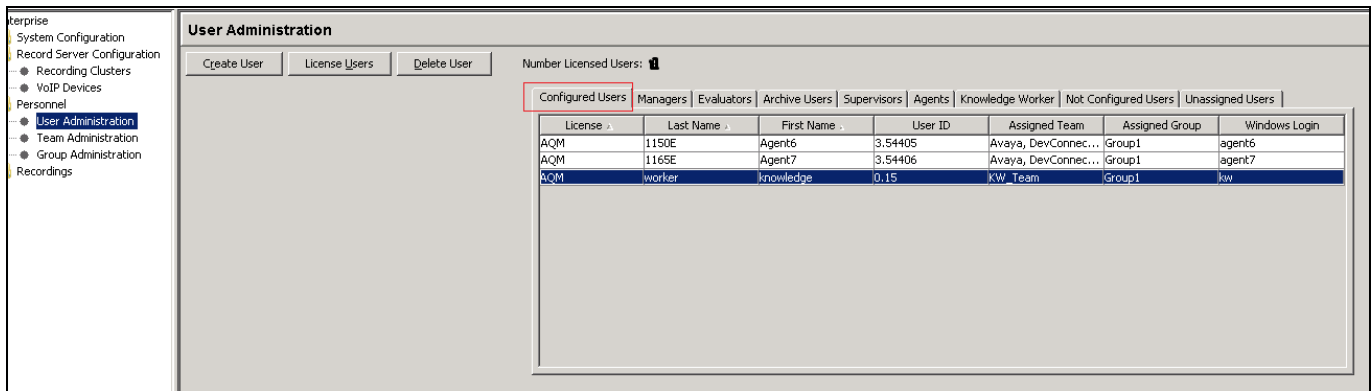 terprise
System Configuration
Record Server Configuration
Recording Clusters
VoIP Devices
Personnel
User Administration
Team Administration
Group Administration
Recordings
User Administration
Create User License Users Delete User Number Licensed Users:
Configured Users Managers Evaluators Archive Users Supervisors Agents Knowledge Worker Not Configured Users Unassigned Users
License Last Name First Name User ID Assigned Team Assigned Group Windows Login
AQM 1150E Agent6 3.54405 Avaya, DevConnec... Group1 agent6
AQM 1165E Agent7 3.54406 Avaya, DevConnec... Group1 agent7
AQM worker knowledge 0.15 KW_Team Group1 kw